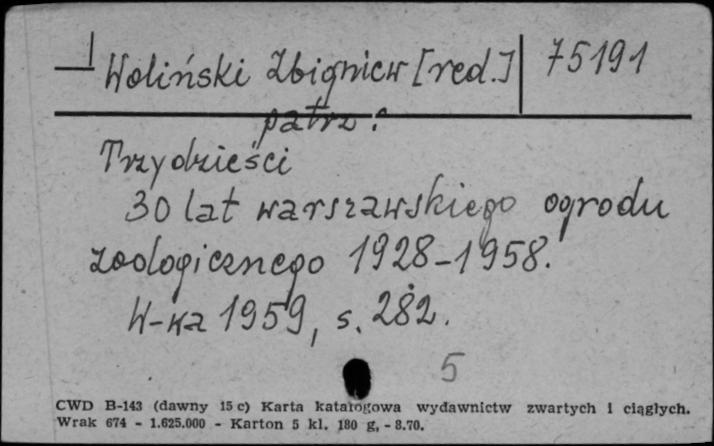 Woliński Zbigniew [red.] 75191
patrz:
Trzydzieści
30 lat warszawskiego ogrodu
zoologicznego 1928-1958.
W-wa 1959, s. 282.
5
CWD B-143 (dawny 15 c) Karta katalogowa wydawnictw zwartych i ciągłych.
Wrak 674 - 1.625.000 - Karton 5 kl. 180 g. - 8.70.